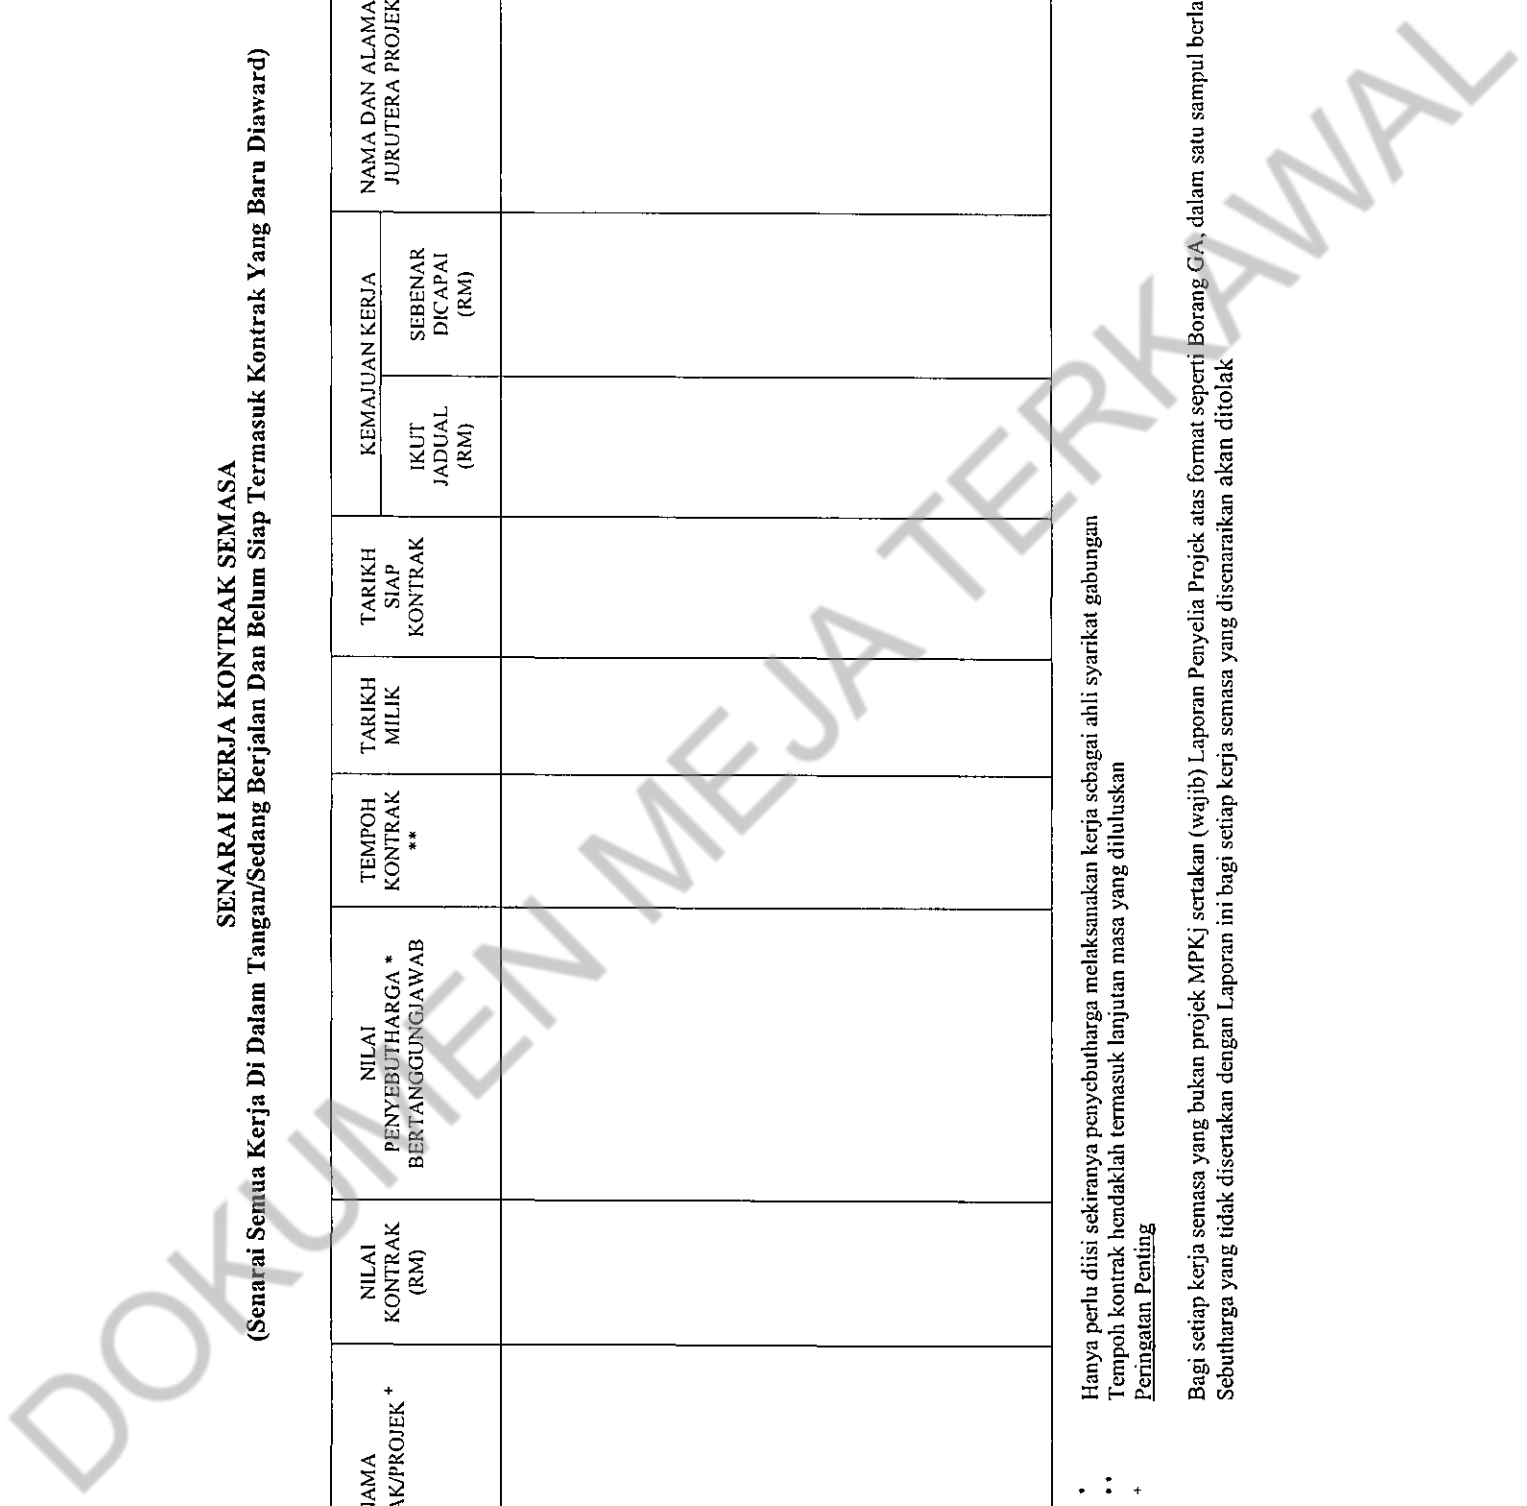 SENARAI KERJA KONTRAK SEMASA
(Senarai Semua Kerja Di Dalam Tangan/Sedang Berjalan Dan Belum Siap Termasuk Kontrak Yang Baru Diaward)
NAMA
AK/PROJEK +
NILAI
KONTRAK
(RM)
NILAI
PENYEBUTHARGA *
BERTANGGUNGJAWAB
TEMPOH
KONTRAK
**
TARIKH
MILIK
TARIKH
SIAP
KONTRAK
KEMAJUAN KERJA
IKUT
JADUAL
(RM)
SEBENAR
DICAPAI
(RM)
NAMA DAN ALAMA
JURUTERA PROJEK
* Hanya perlu diisi sekiranya penyebutharga melaksanakan kerja sebagai ahli syarikat gabungan
** Tempoh kontrak hendaklah termasuk lanjutan masa yang diluluskan
+ Peringatan Penting
Bagi setiap kerja semasa yang bukan projek MPKj sertakan (wajib) Laporan Penyelia Projek atas format seperti Borang GA, dalam satu sampul berla
Sebutharga yang tidak disertakan dengan Laporan ini bagi setiap kerja semasa yang disenaraikan akan ditolak
DOKUMEN MEJA TERKAWAL